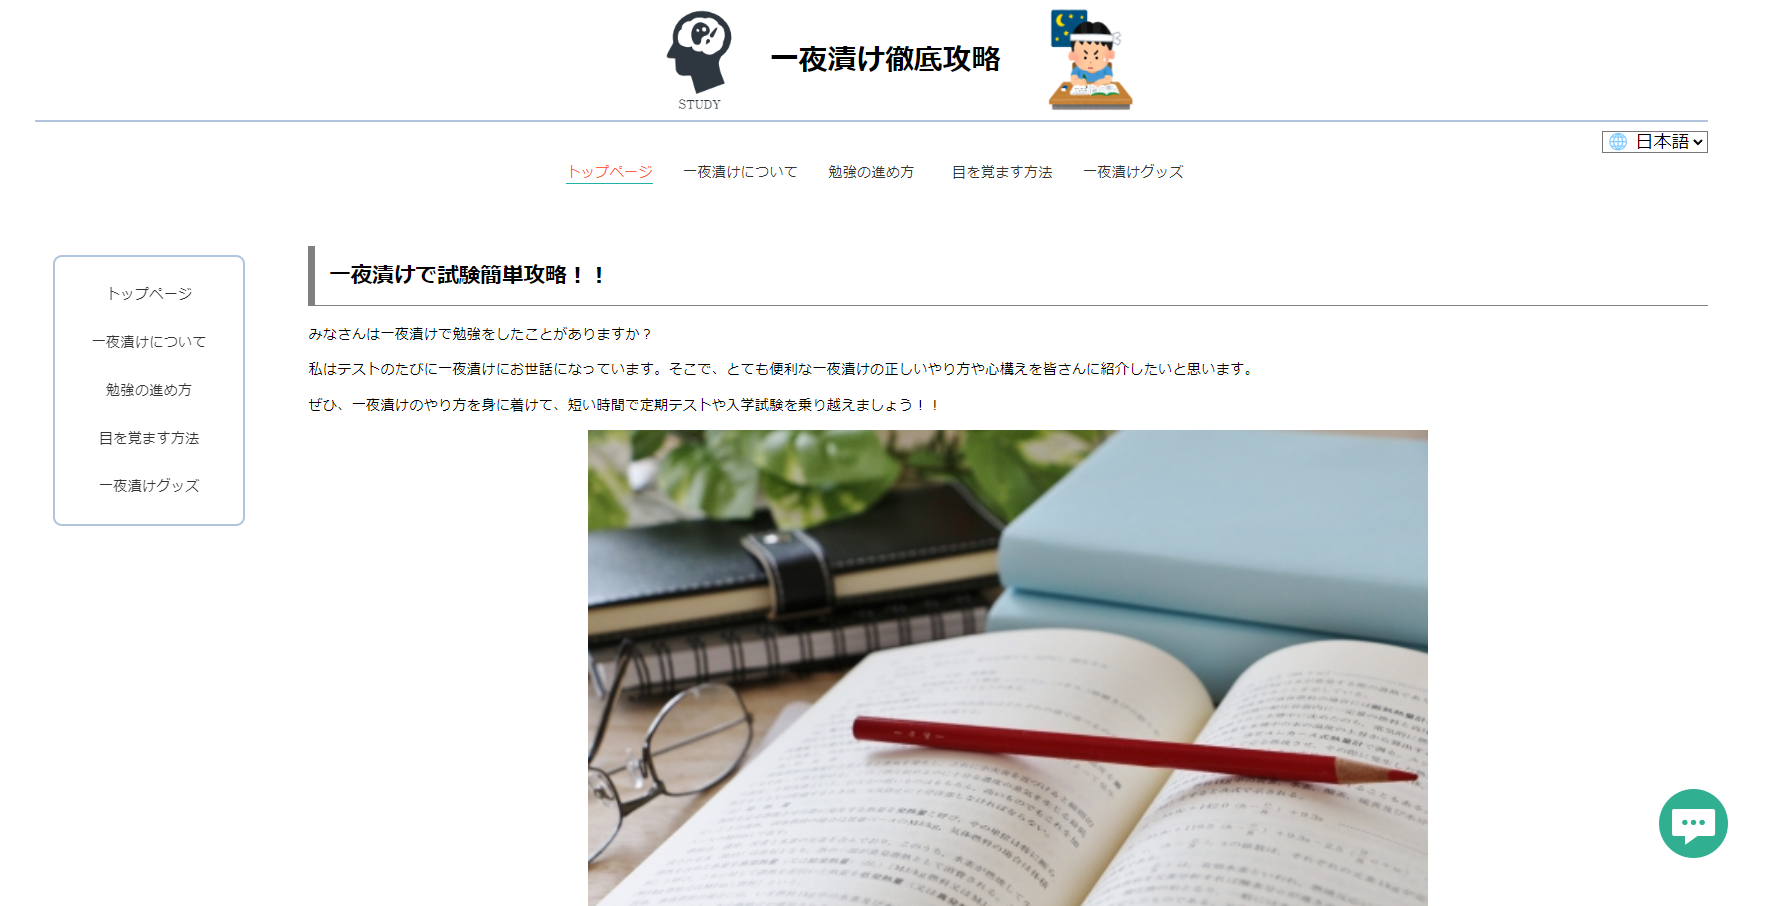 STUDY
一夜漬け徹底攻略
日本語
トップページ 一夜漬けについて 勉強の進め方 目を覚ます方法 一夜漬けグッズ
トップページ
一夜漬けについて
勉強の進め方
目を覚ます方法
一夜漬けグッズ
一夜漬けで試験簡単攻略！！
みなさんは一夜漬けで勉強をしたことがありますか？
私はテストのたびに一夜漬けにお世話になっています。そこで、とても便利な一夜漬けの正しいやり方や心構えを皆さんに紹介したいと思います。
ぜひ、一夜漬けのやり方を身に着けて、短い時間で定期テストや入学試験を乗り越えましょう！！